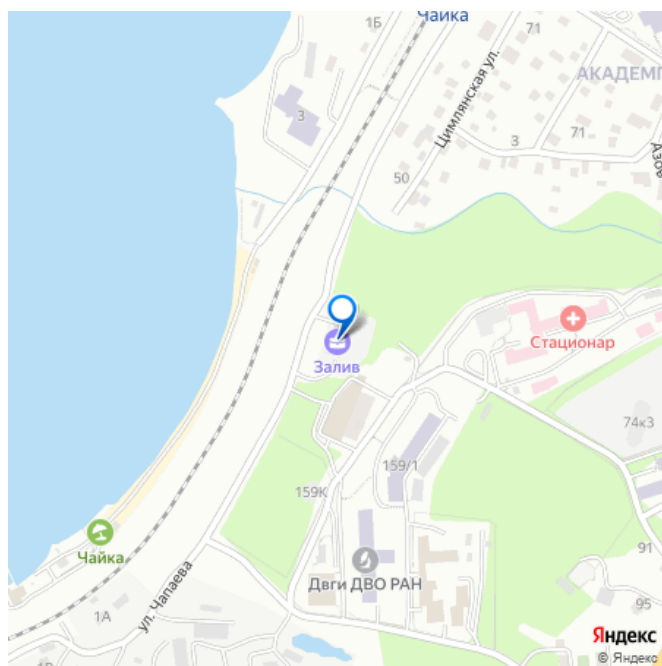 Чайка
1Б
71
Цимлянская ул.
АКАДЕМГ
3
3
71
Азов
50
Стационар
Залив
74к3
159/1
159К
Чайка
ДВГИ ДВО РАН
91
ул. Чапаева
1А
95
Яндекс
© Яндекс